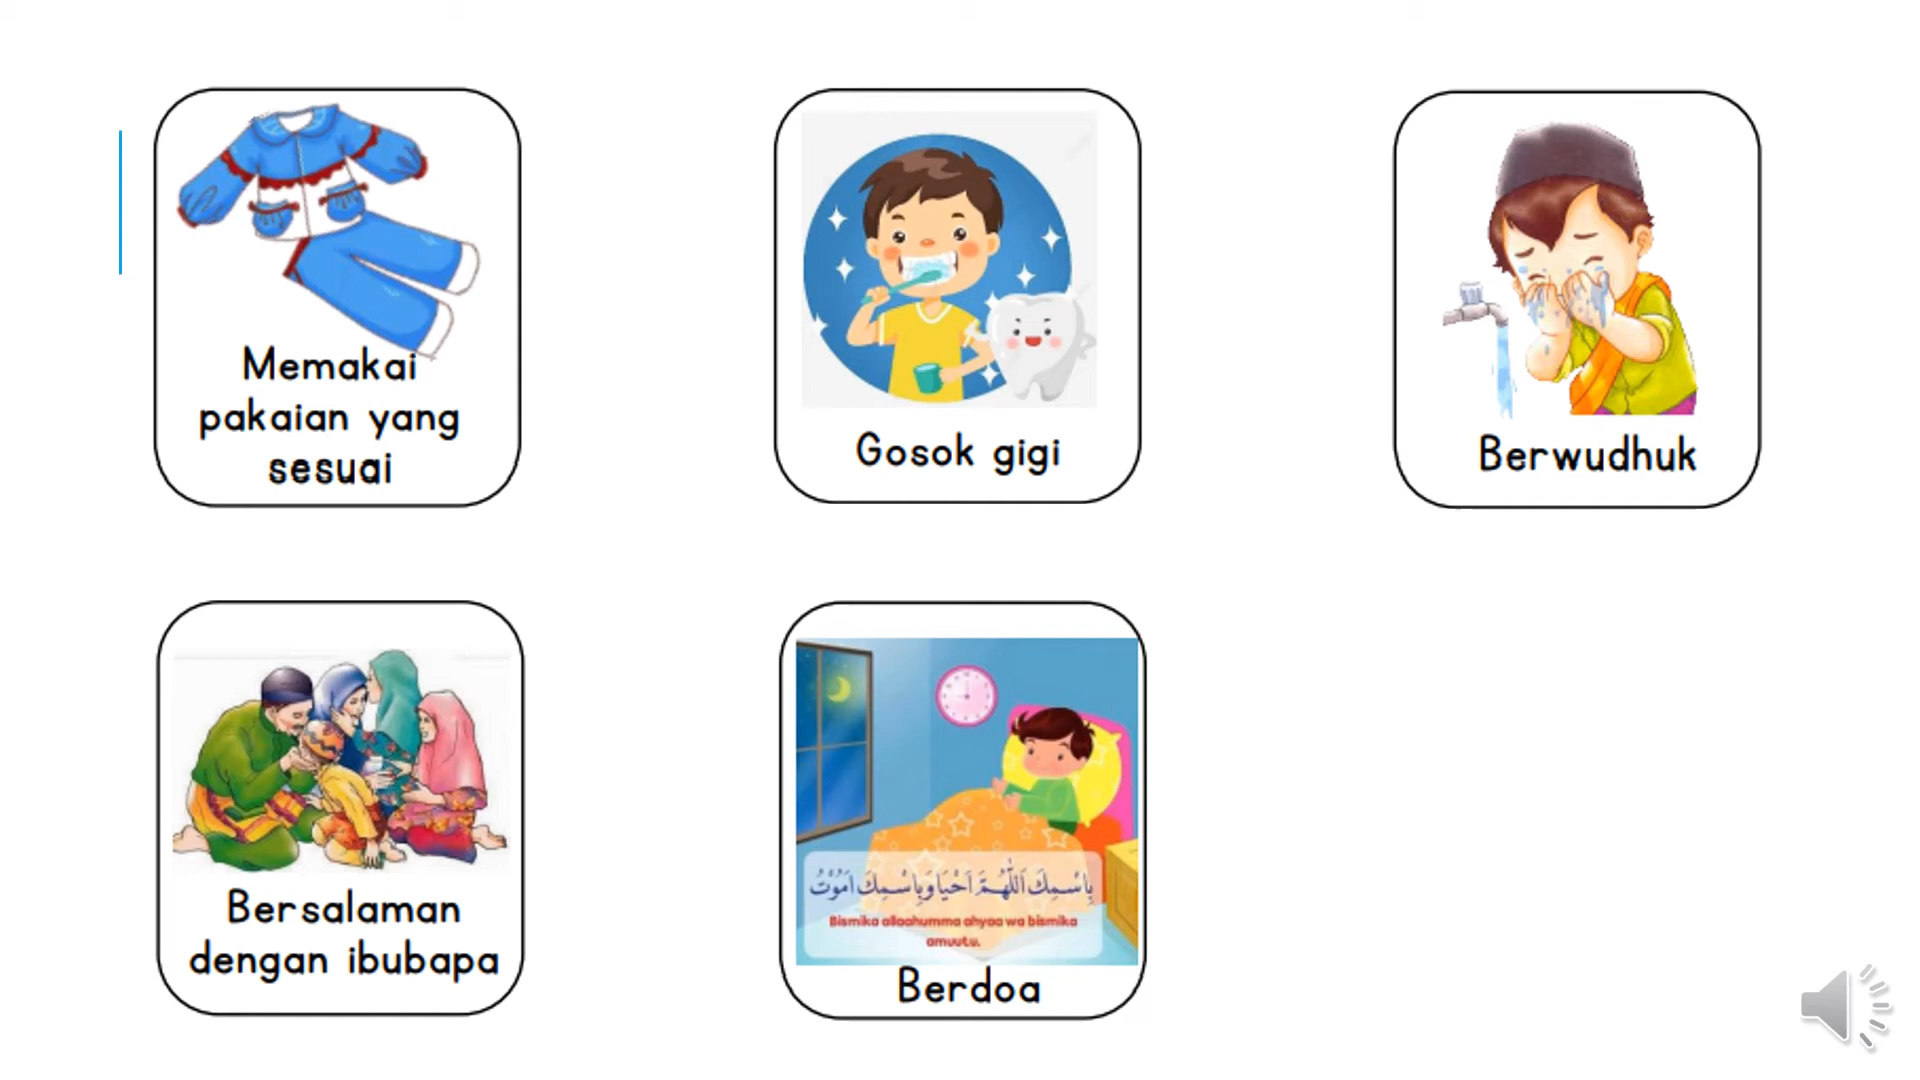 Memakai
pakaian yang
sesuai
Gosok gigi
Berwudhuk
Bersalaman
dengan ibubapa
بِاسْمِكَ اللّٰهُمَّ اَحْيَا وَبِاسْمِكَ اَمُوْتُ
Bismika allaahumma ahyaa wa bismika
amuutu.
Berdoa